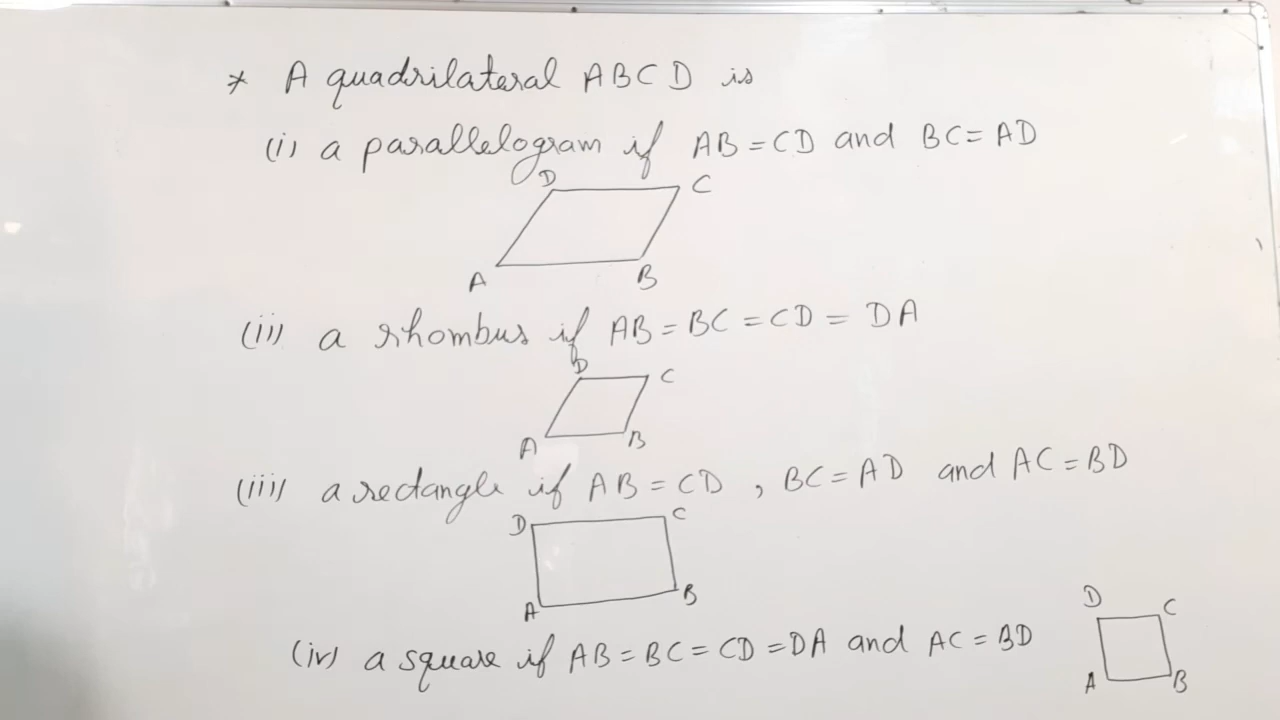 * A quadrilateral ABCD is
(i) a parallelogram if AB = CD and BC = AD
D C
A B
(ii) a rhombus if AB = BC = CD = DA
D C
A B
(iii) a rectangle if AB = CD , BC = AD and AC = BD
D C
A B
(iv) a square if AB = BC = CD = DA and AC = BD
D C
A B